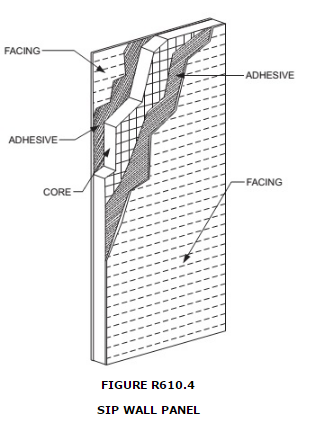 FACING
ADHESIVE
ADHESIVE
CORE
FACING
FIGURE R610.4
SIP WALL PANEL